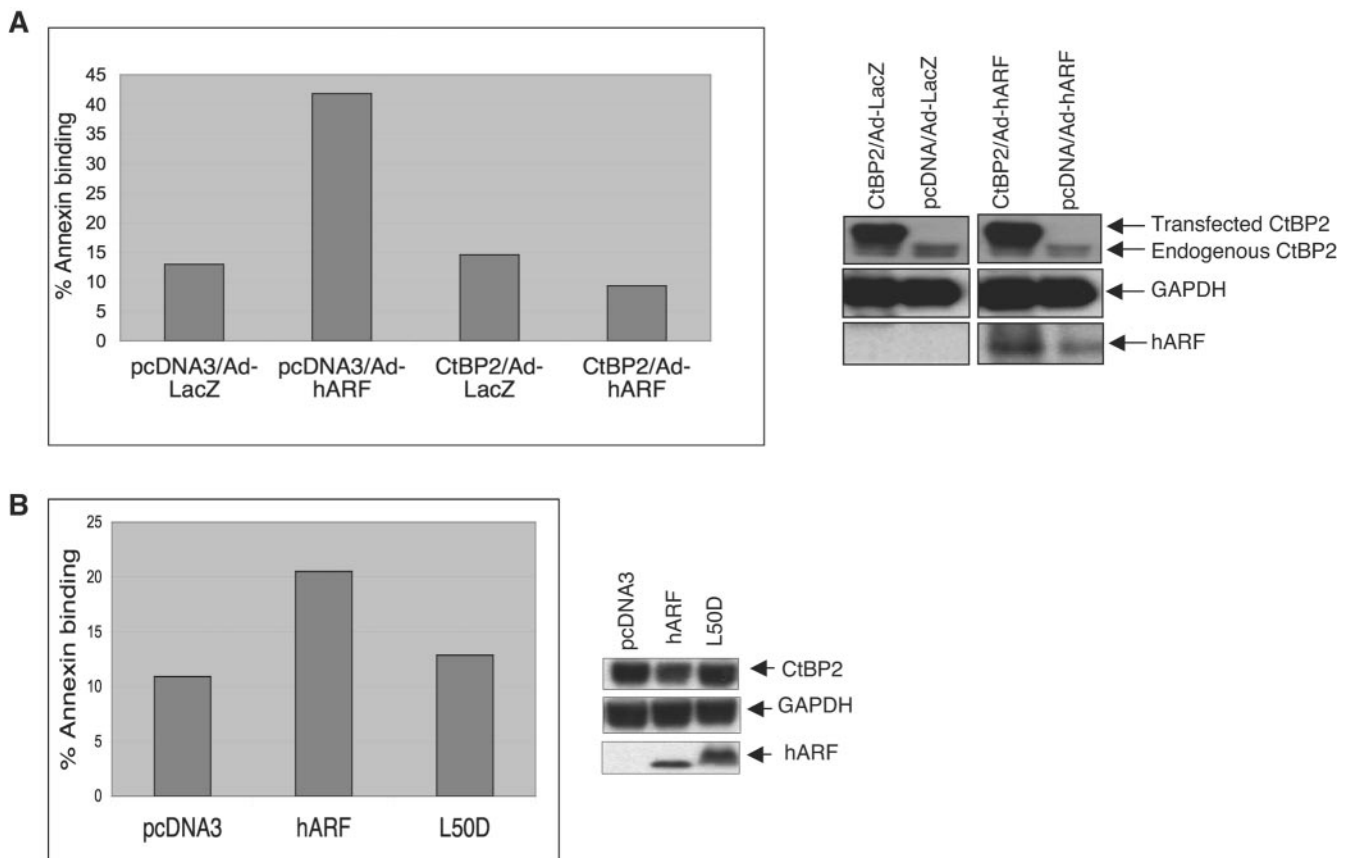 A
% Annexin binding
45
40
35
30
25
20
15
10
5
0
pcDNA3/Ad-
LacZ
pcDNA3/Ad-
hARF
CtBP2/Ad-
LacZ
CtBP2/Ad-
hARF
CtBP2/Ad-LacZ
pcDNA/Ad-LacZ
CtBP2/Ad-hARF
pcDNA/Ad-hARF
Transfected CtBP2
Endogenous CtBP2
GAPDH
hARF
B
% Annexin binding
25
20
15
10
5
0
pcDNA3
hARF
L50D
pcDNA3
hARF
L50D
CtBP2
GAPDH
hARF